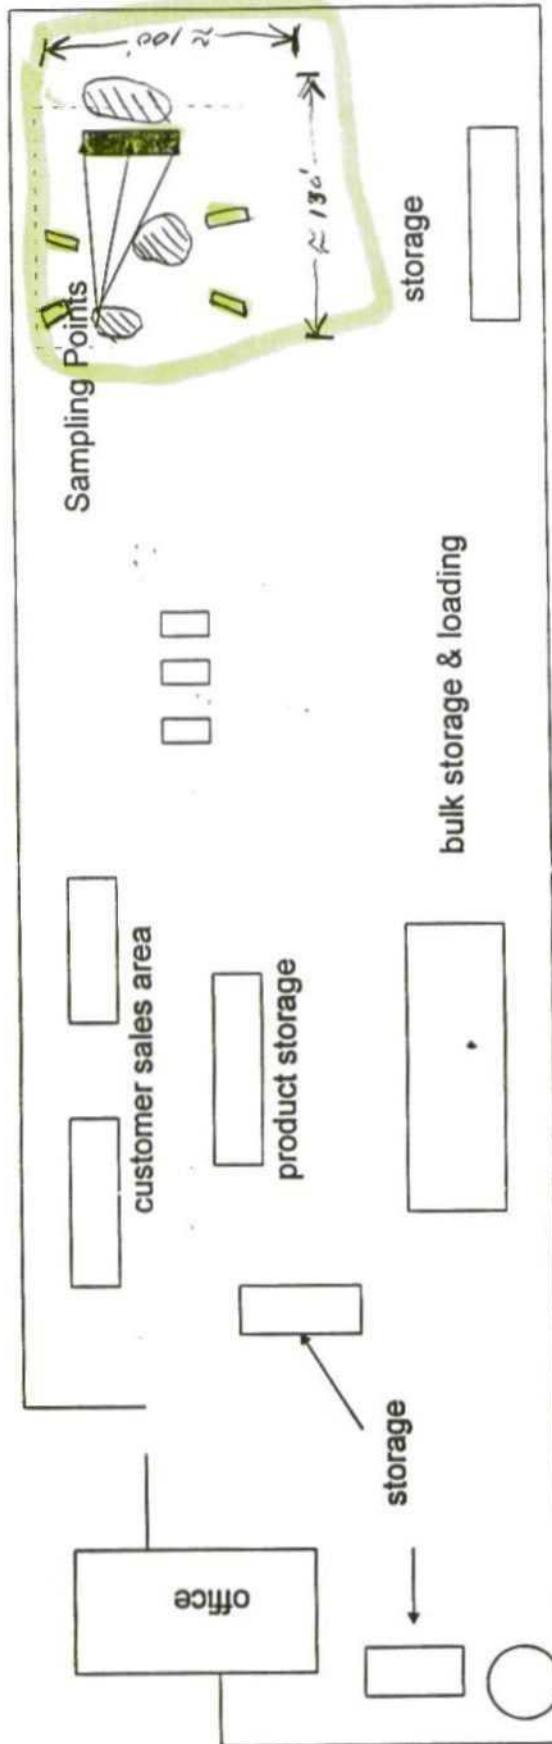 ≈ 100'
≈ 130'
storage
Sampling Points
bulk storage & loading
customer sales area
product storage
storage
office